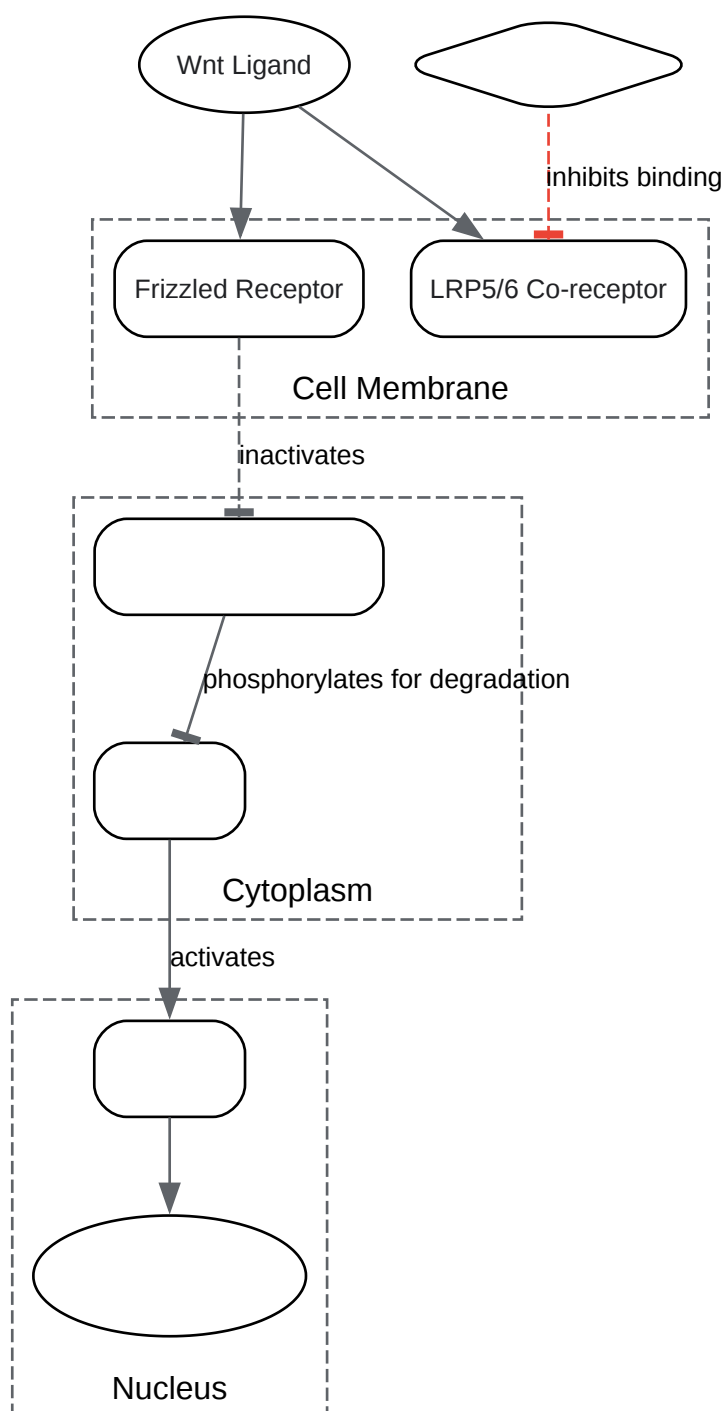 Wnt Ligand
inhibits binding
Frizzled Receptor
LRP5/6 Co-receptor
Cell Membrane
inactivates
phosphorylates for degradation
Cytoplasm
activates
Nucleus